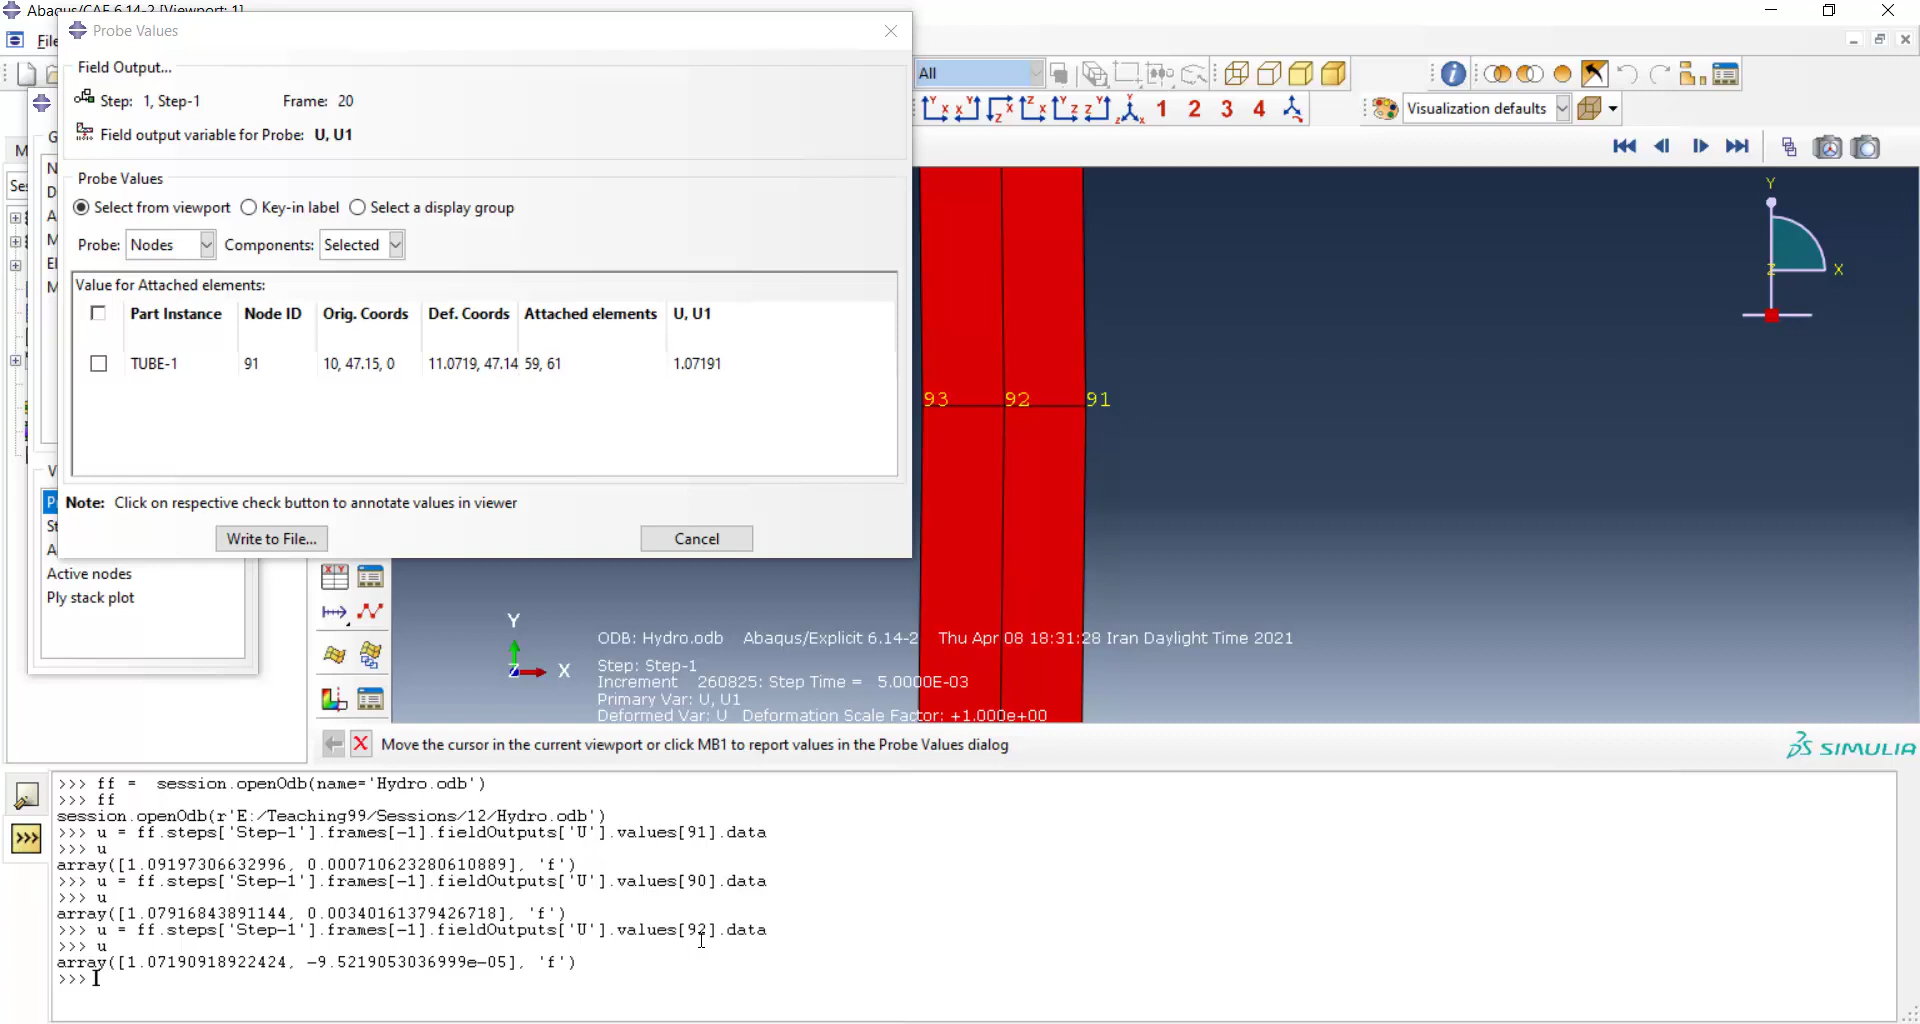 Abaqus/CAE 6.14-2 [Viewport: 1]
File
Probe Values
Field Output...
Step: 1, Step-1 Frame: 20
Field output variable for Probe: U, U1
Probe Values
Select from viewport Key-in label Select a display group
Probe: Nodes Components: Selected
Value for Attached elements:
Part Instance Node ID Orig. Coords Def. Coords Attached elements U, U1
TUBE-1 91 10, 47.15, 0 11.0719, 47.14 59, 61 1.07191
Note: Click on respective check button to annotate values in viewer
Write to File... Cancel
Active nodes
Ply stack plot
All
1 2 3 4
Visualization defaults
Y
Z X
93 92 91
Y
Z X
ODB: Hydro.odb Abaqus/Explicit 6.14-2 Thu Apr 08 18:31:28 Iran Daylight Time 2021
Step: Step-1
Increment 260825: Step Time = 5.0000E-03
Primary Var: U, U1
Deformed Var: U Deformation Scale Factor: +1.000e+00
Move the cursor in the current viewport or click MB1 to report values in the Probe Values dialog
SIMULIA
>>> ff = session.openOdb(name='Hydro.odb')
>>> ff
session.openOdb(r'E:/Teaching99/Sessions/12/Hydro.odb')
>>> u = ff.steps['Step-1'].frames[-1].fieldOutputs['U'].values[91].data
>>> u
array([1.09197306632996, 0.000710623280610889], 'f')
>>> u = ff.steps['Step-1'].frames[-1].fieldOutputs['U'].values[90].data
>>> u
array([1.07916843891144, 0.00340161379426718], 'f')
>>> u = ff.steps['Step-1'].frames[-1].fieldOutputs['U'].values[92].data
>>> u
array([1.07190918922424, -9.5219053036999e-05], 'f')
>>>